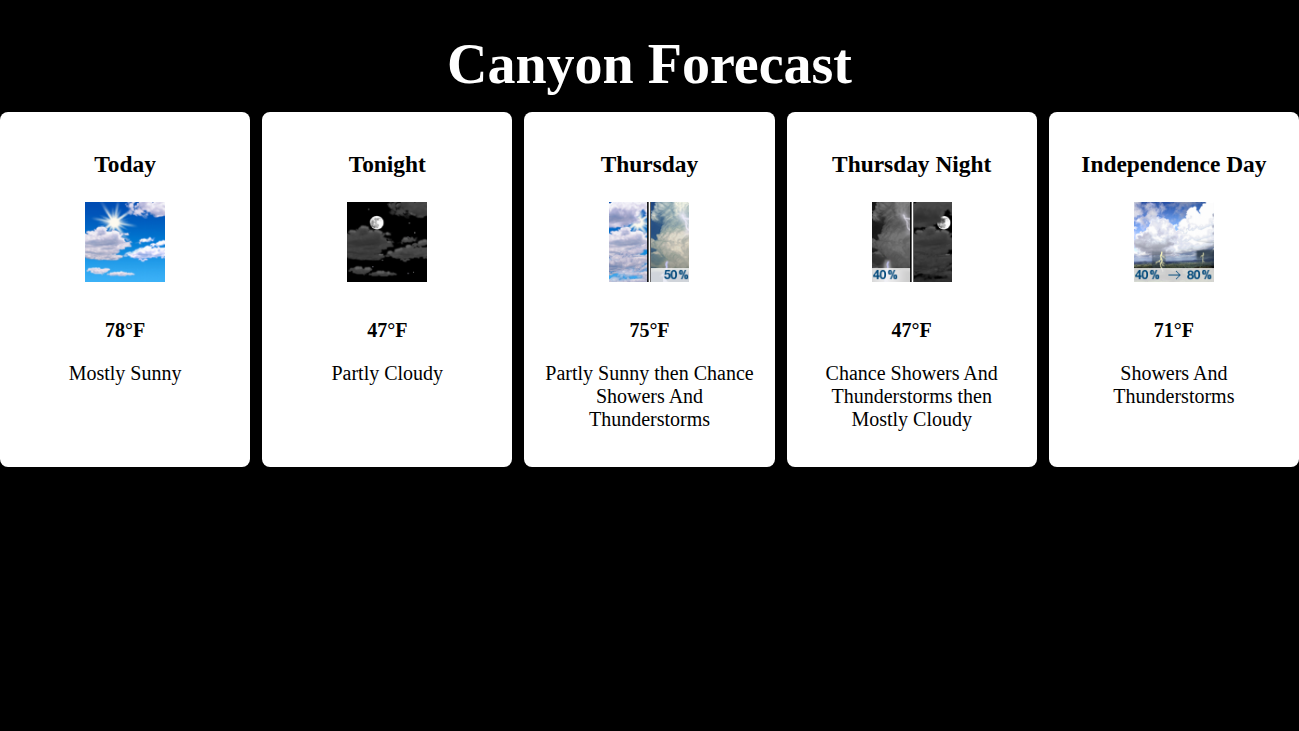 Canyon Forecast
Today
78°F
Mostly Sunny
Tonight
47°F
Partly Cloudy
Thursday
50%
75°F
Partly Sunny then Chance
Showers And
Thunderstorms
Thursday Night
40%
47°F
Chance Showers And
Thunderstorms then
Mostly Cloudy
Independence Day
40% → 80%
71°F
Showers And
Thunderstorms